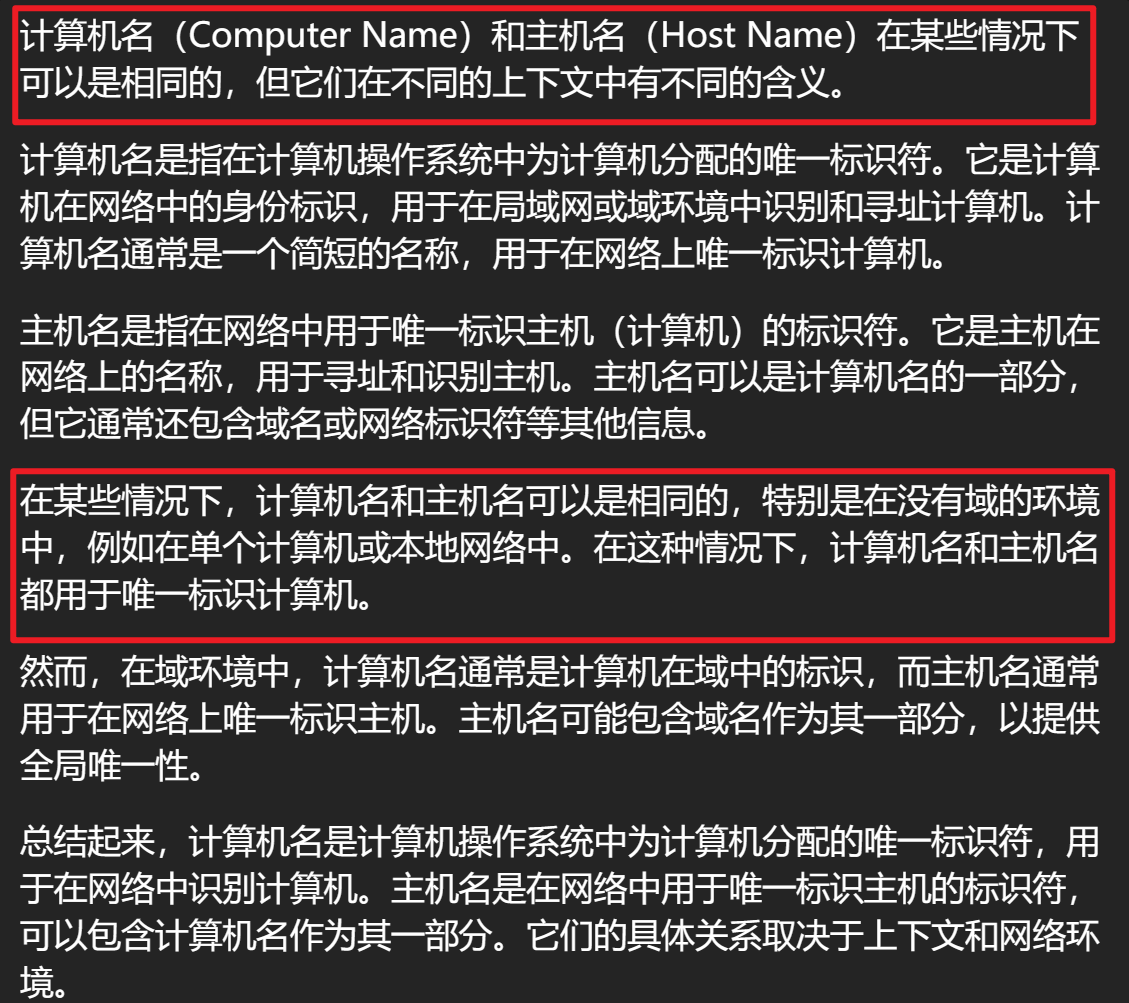 计算机名（Computer Name）和主机名（Host Name）在某些情况下
可以是相同的，但它们在不同的上下文中有不同的含义。
计算机名是指在计算机操作系统中为计算机分配的唯一标识符。它是计算
机在网络中的身份标识，用于在局域网或域环境中识别和寻址计算机。计
算机名通常是一个简短的名称，用于在网络上唯一标识计算机。
主机名是指在网络中用于唯一标识主机（计算机）的标识符。它是主机在
网络上的名称，用于寻址和识别主机。主机名可以是计算机名的一部分，
但它通常还包含域名或网络标识符等其他信息。
在某些情况下，计算机名和主机名可以是相同的，特别是在没有域的环境
中，例如在单个计算机或本地网络中。在这种情况下，计算机名和主机名
都用于唯一标识计算机。
然而，在域环境中，计算机名通常是计算机在域中的标识，而主机名通常
用于在网络上唯一标识主机。主机名可能包含域名作为其一部分，以提供
全局唯一性。
总结起来，计算机名是计算机操作系统中为计算机分配的唯一标识符，用
于在网络中识别计算机。主机名是在网络中用于唯一标识主机的标识符，
可以包含计算机名作为其一部分。它们的具体关系取决于上下文和网络环
境。